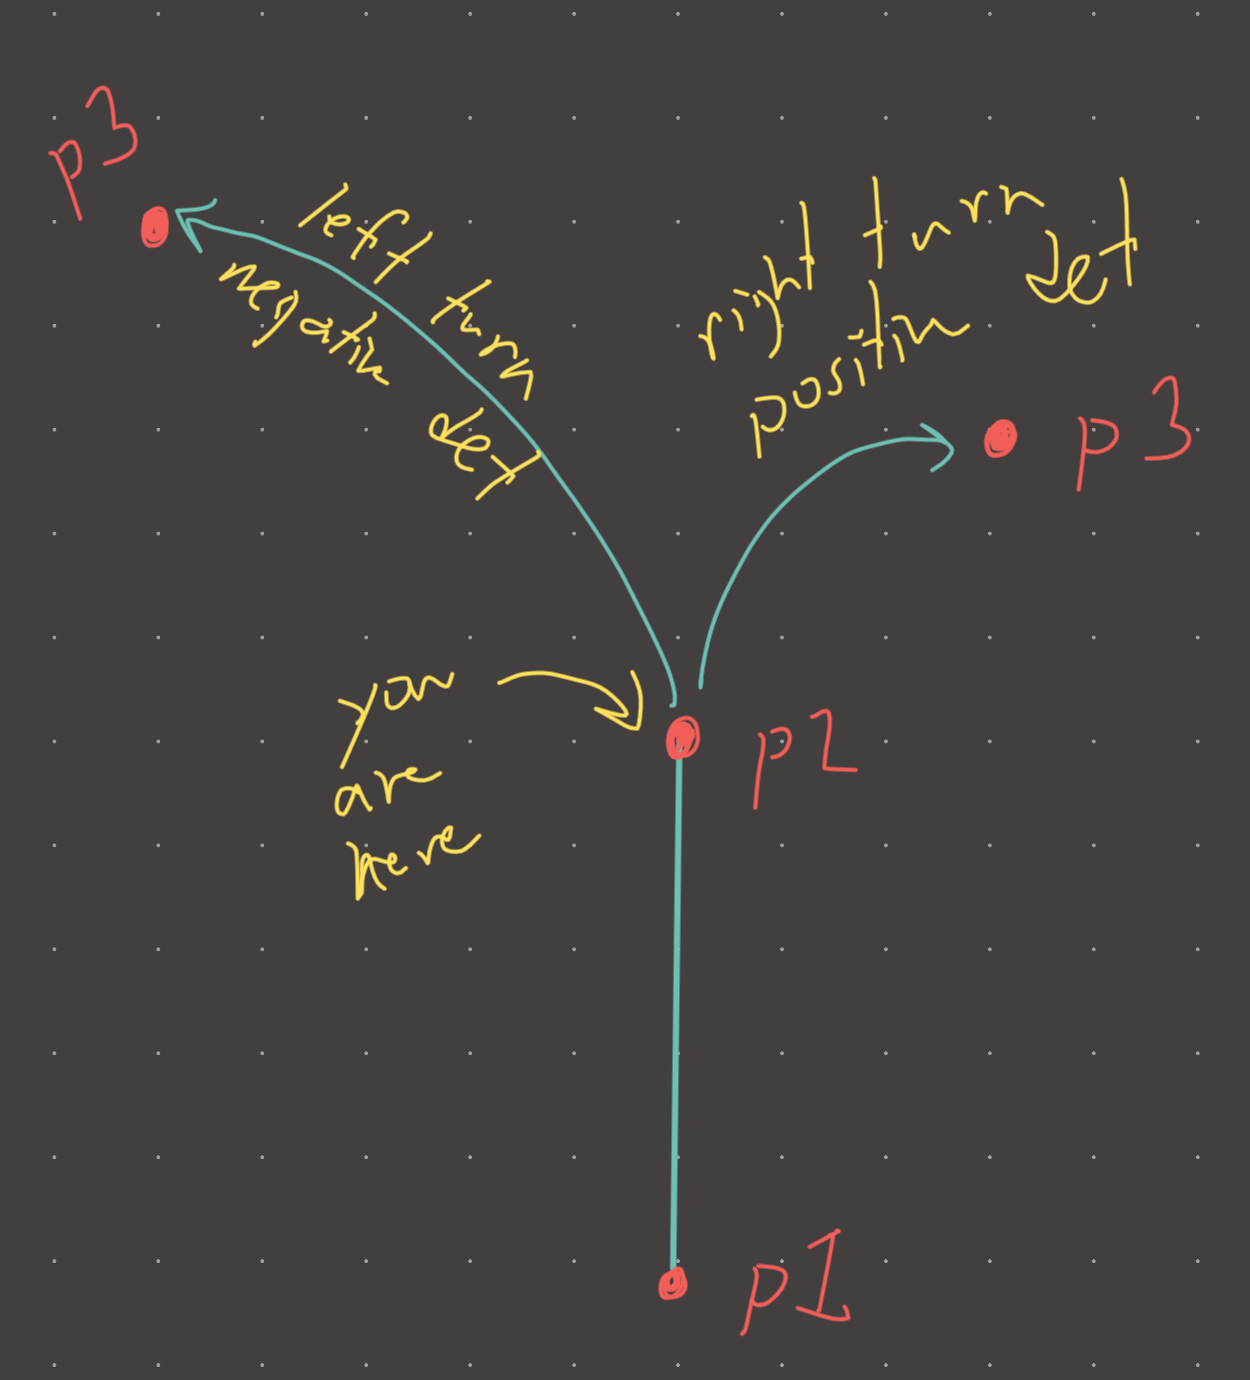 p3
left turn
negative det
right turn
positive det
p3
you
are
here
p2
p1